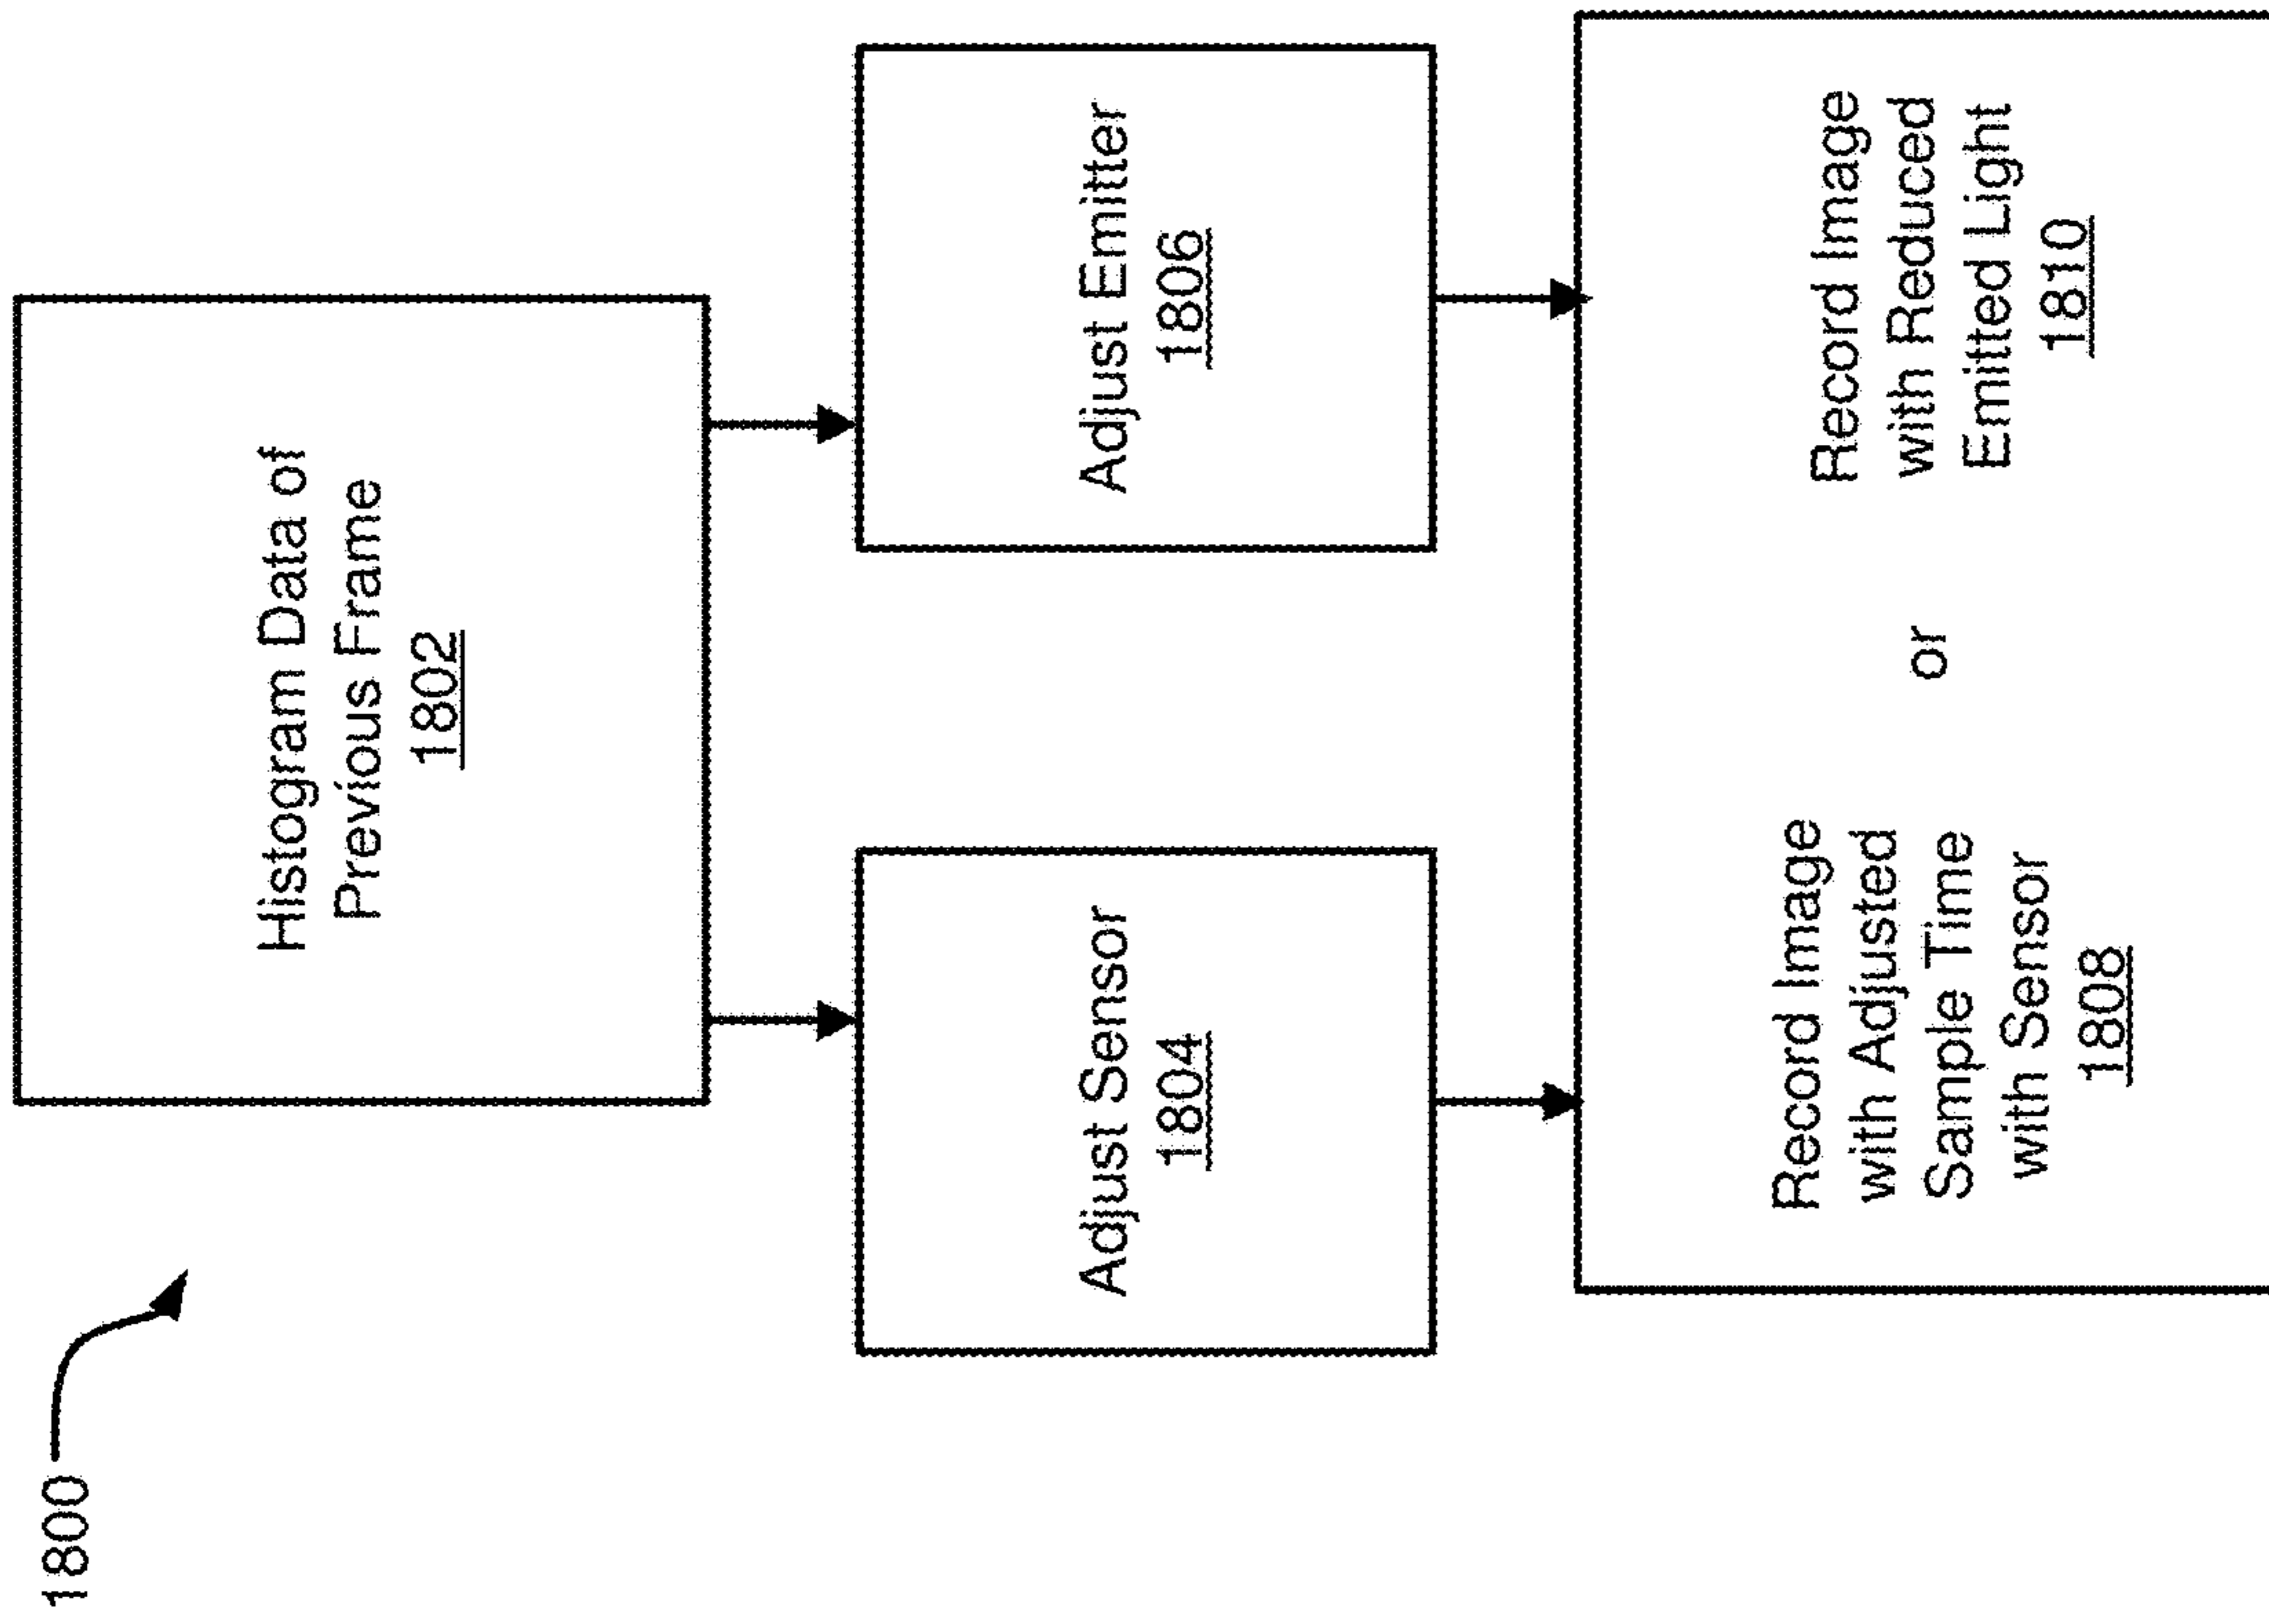 1800
Histogram Data of
Previous Frame
1802
Adjust Sensor
1804
Adjust Emitter
1806
Record Image
with Adjusted
Sample Time
with Sensor
1808
or
Record Image
with Reduced
Emitted Light
1810